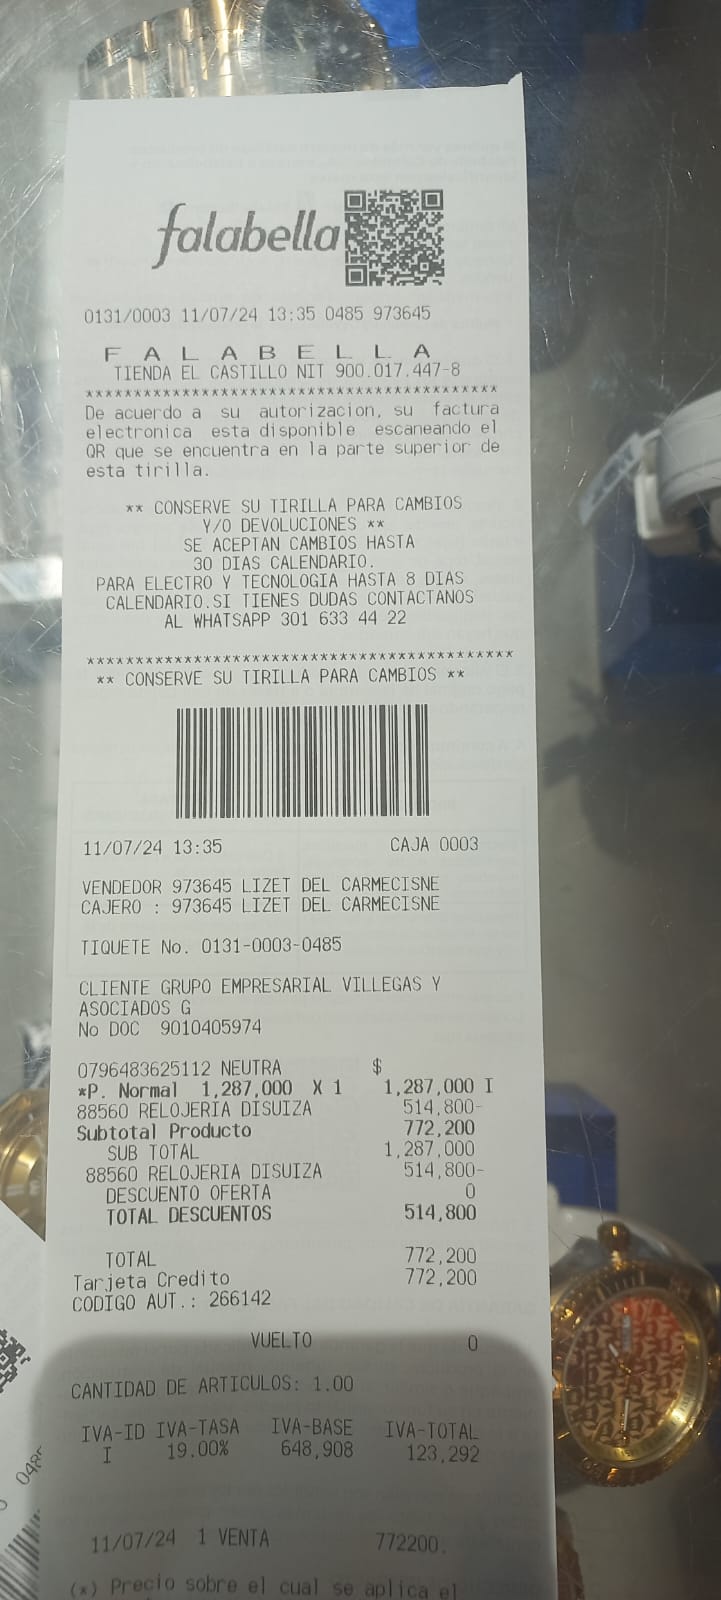 falabella
0131/0003 11/07/24 13:35 0485 973645
F A L A B E L L A
TIENDA EL CASTILLO NIT 900.017.447-8
******************************************
De acuerdo a su autorizacion, su factura
electronica esta disponible escaneando el
QR que se encuentra en la parte superior de
esta tirilla.
** CONSERVE SU TIRILLA PARA CAMBIOS
Y/O DEVOLUCIONES **
SE ACEPTAN CAMBIOS HASTA
30 DIAS CALENDARIO.
PARA ELECTRO Y TECNOLOGIA HASTA 8 DIAS
CALENDARIO.SI TIENES DUDAS CONTACTANOS
AL WHATSAPP 301 633 44 22
******************************************
** CONSERVE SU TIRILLA PARA CAMBIOS **
11/07/24 13:35 CAJA 0003
VENDEDOR 973645 LIZET DEL CARMECISNE
CAJERO : 973645 LIZET DEL CARMECISNE
TIQUETE No. 0131-0003-0485
CLIENTE GRUPO EMPRESARIAL VILLEGAS Y
ASOCIADOS G
No DOC 9010405974
0796483625112 NEUTRA $
*P. Normal 1,287,000 X 1 1,287,000 I
88560 RELOJERIA DISUIZA 514,800-
Subtotal Producto 772,200
SUB TOTAL 1,287,000
88560 RELOJERIA DISUIZA 514,800-
DESCUENTO OFERTA 0
TOTAL DESCUENTOS 514,800
TOTAL 772,200
Tarjeta Credito 772,200
CODIGO AUT.: 266142
VUELTO 0
CANTIDAD DE ARTICULOS: 1.00
IVA-ID IVA-TASA IVA-BASE IVA-TOTAL
I 19.00% 648,908 123,292
11/07/24 1 VENTA 772200.
(*) Precio sobre el cual se aplica el